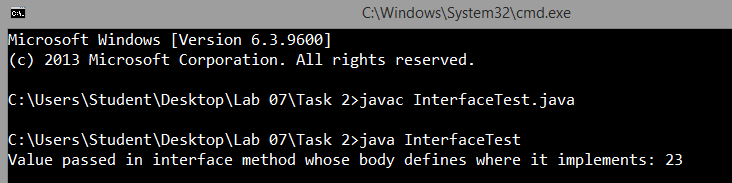 C:\Windows\System32\cmd.exe
Microsoft Windows [Version 6.3.9600]
(c) 2013 Microsoft Corporation. All rights reserved.
C:\Users\Student\Desktop\Lab 07\Task 2>javac InterfaceTest.java
C:\Users\Student\Desktop\Lab 07\Task 2>java InterfaceTest
Value passed in interface method whose body defines where it implements: 23